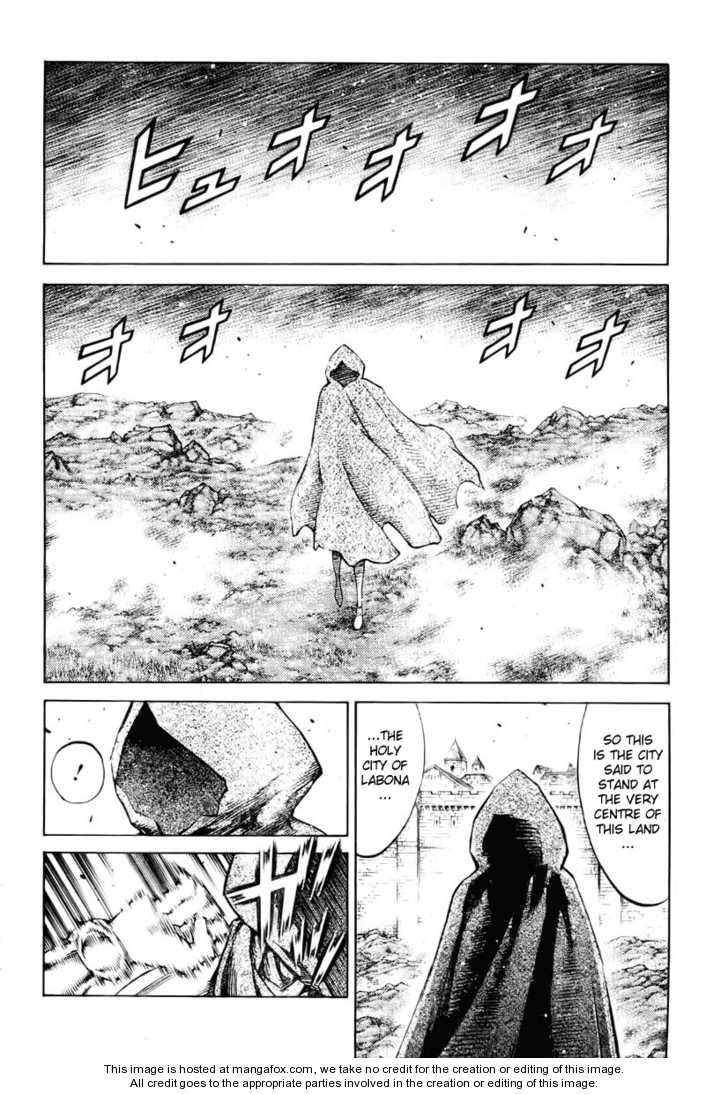 ヒュオオオオ
オオ オオ
SO THIS
IS THE CITY
SAID TO
STAND AT
THE VERY
CENTRE OF
THIS LAND
...
...THE
HOLY
CITY OF
LABONA
...
!
This image is hosted at mangafox.com, we take no credit for the creation or editing of this image.
All credit goes to the appropriate parties involved in the creation or editing of this image.